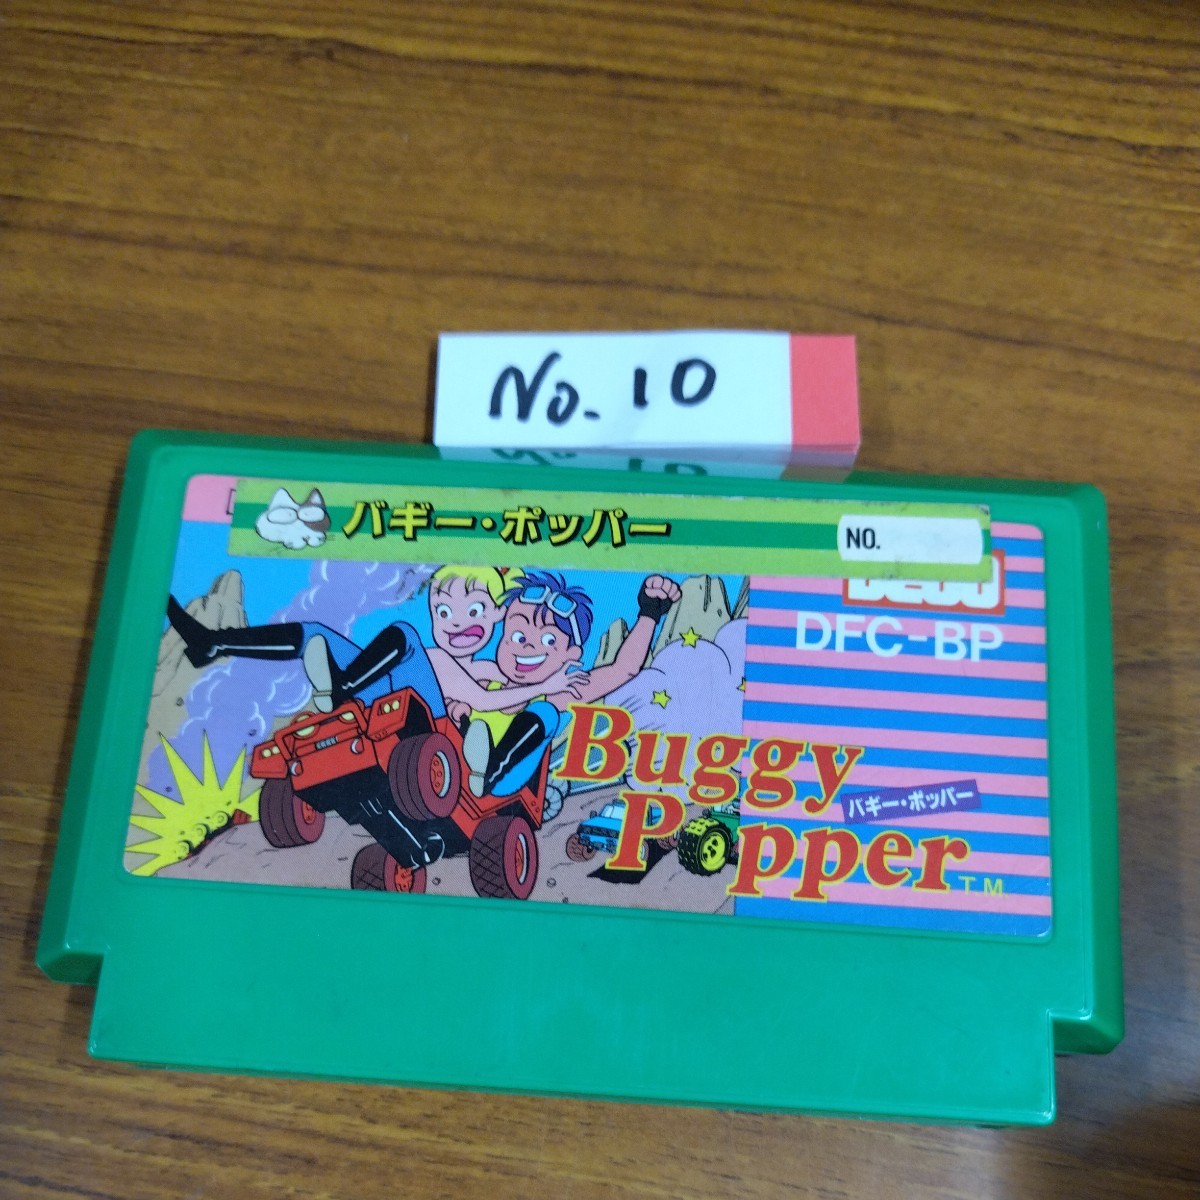 No. 10
バギー・ポッパー
NO.
DFC-BP
Buggy
Popper T.M.
バギー・ポッパー